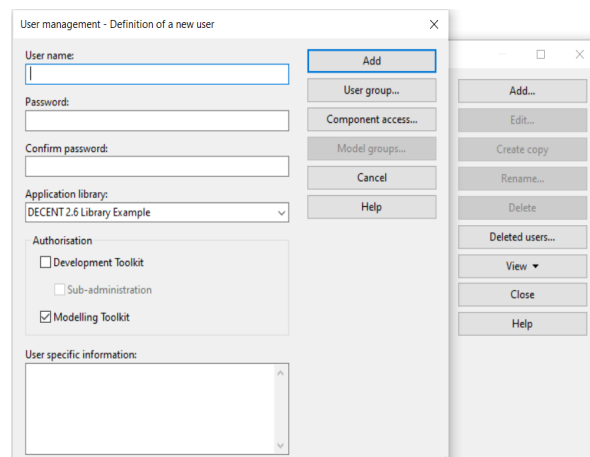 User management - Definition of a new user
User name:
Password:
Confirm password:
Application library:
DECENT 2.6 Library Example
Authorisation
Development Toolkit
Sub-administration
Modelling Toolkit
User specific information:
Add
User group...
Component access...
Model groups...
Cancel
Help
Add...
Edit...
Create copy
Rename...
Delete
Deleted users...
View
Close
Help